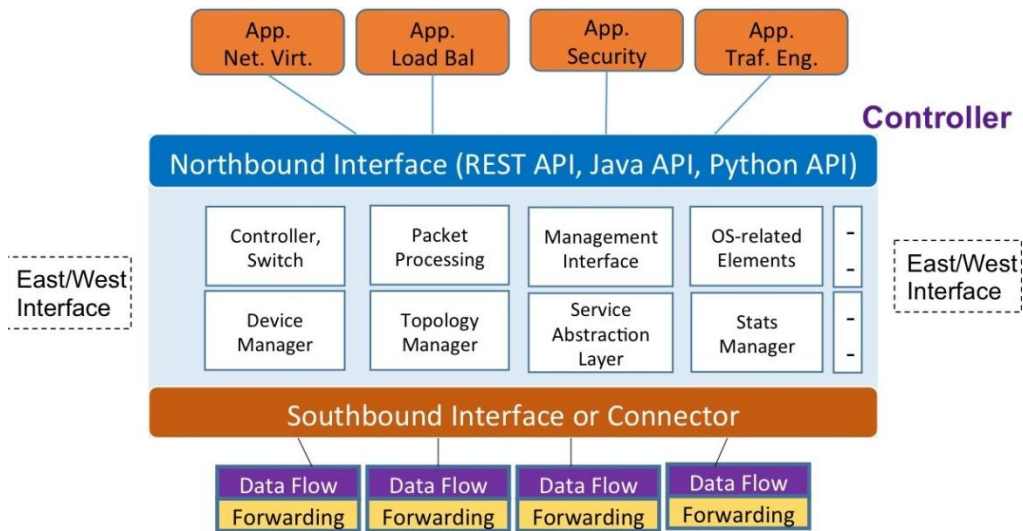 App.
Net. Virt.
App.
Load Bal
App.
Security
App.
Traf. Eng.
Controller
Northbound Interface (REST API, Java API, Python API)
Controller,
Switch
Packet
Processing
Management
Interface
OS-related
Elements
-
-
East/West
Interface
East/West
Interface
Device
Manager
Topology
Manager
Service
Abstraction
Layer
Stats
Manager
-
-
Southbound Interface or Connector
Data Flow
Forwarding
Data Flow
Forwarding
Data Flow
Forwarding
Data Flow
Forwarding